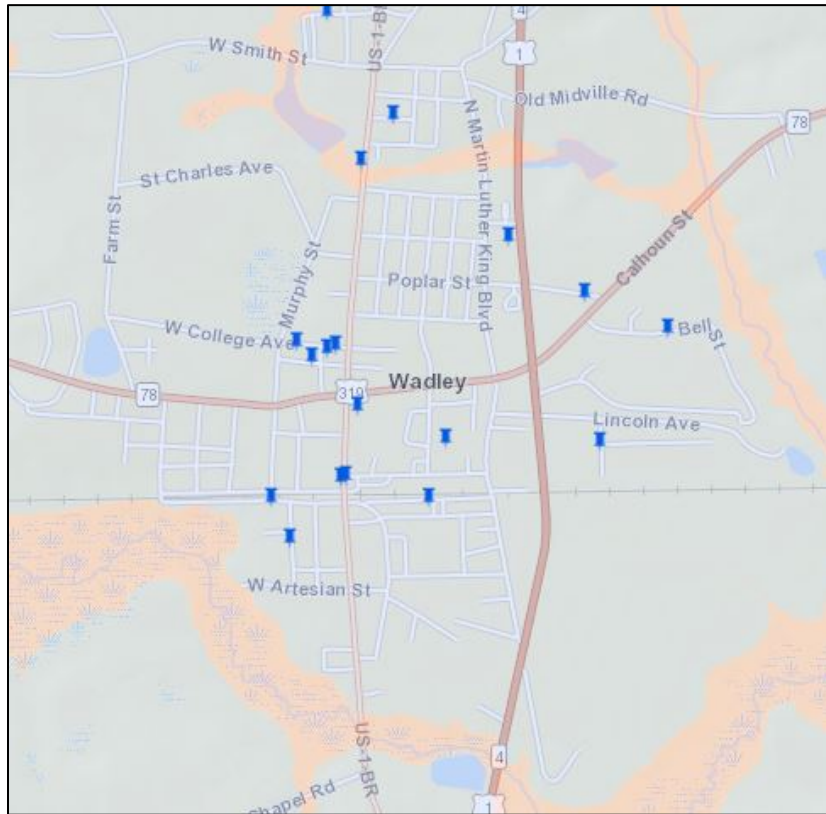 4
US-1-BR
W Smith St
1
Old Midville Rd
78
N Martin Luther King Blvd
St Charles Ave
Farm St
Murphy St
Calhoun St
Poplar St
W College Ave
Bell St
Wadley
319
78
Lincoln Ave
W Artesian St
US-1-BR
4
Chapel Rd
1